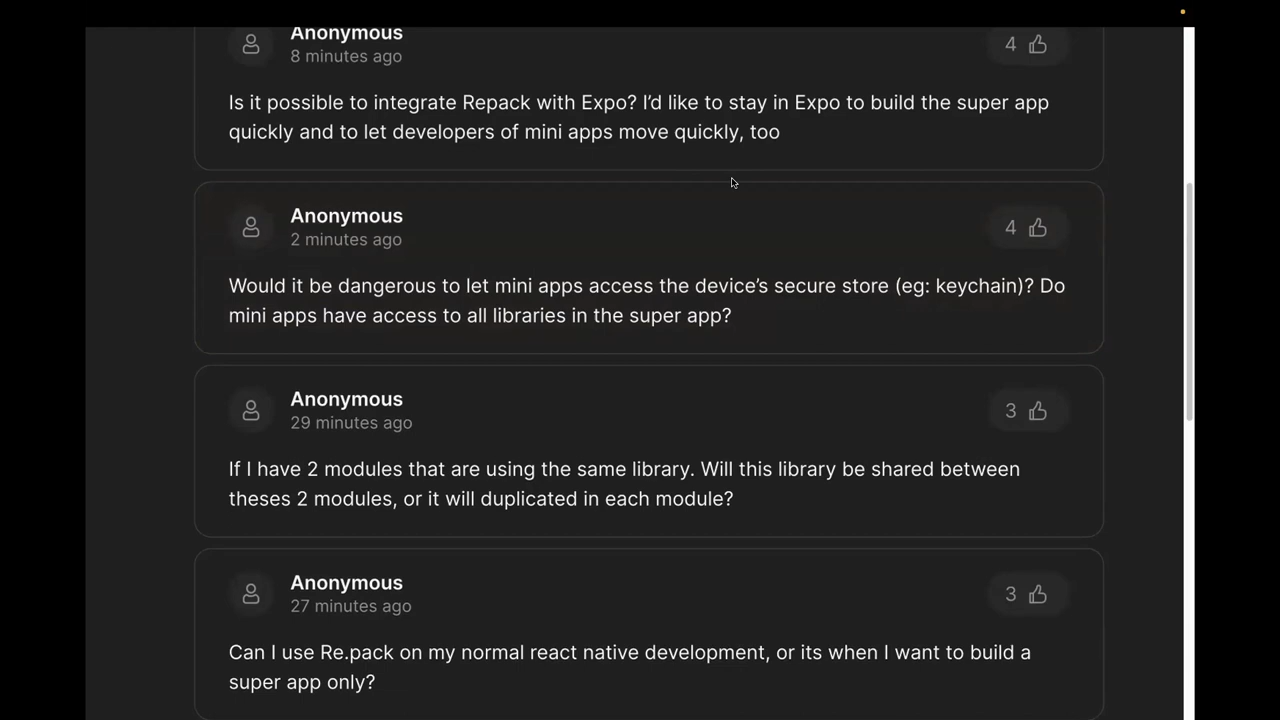 Anonymous
8 minutes ago
4
Is it possible to integrate Repack with Expo? I’d like to stay in Expo to build the super app
quickly and to let developers of mini apps move quickly, too
Anonymous
2 minutes ago
4
Would it be dangerous to let mini apps access the device’s secure store (eg: keychain)? Do
mini apps have access to all libraries in the super app?
Anonymous
29 minutes ago
3
If I have 2 modules that are using the same library. Will this library be shared between
theses 2 modules, or it will duplicated in each module?
Anonymous
27 minutes ago
3
Can I use Re.pack on my normal react native development, or its when I want to build a
super app only?